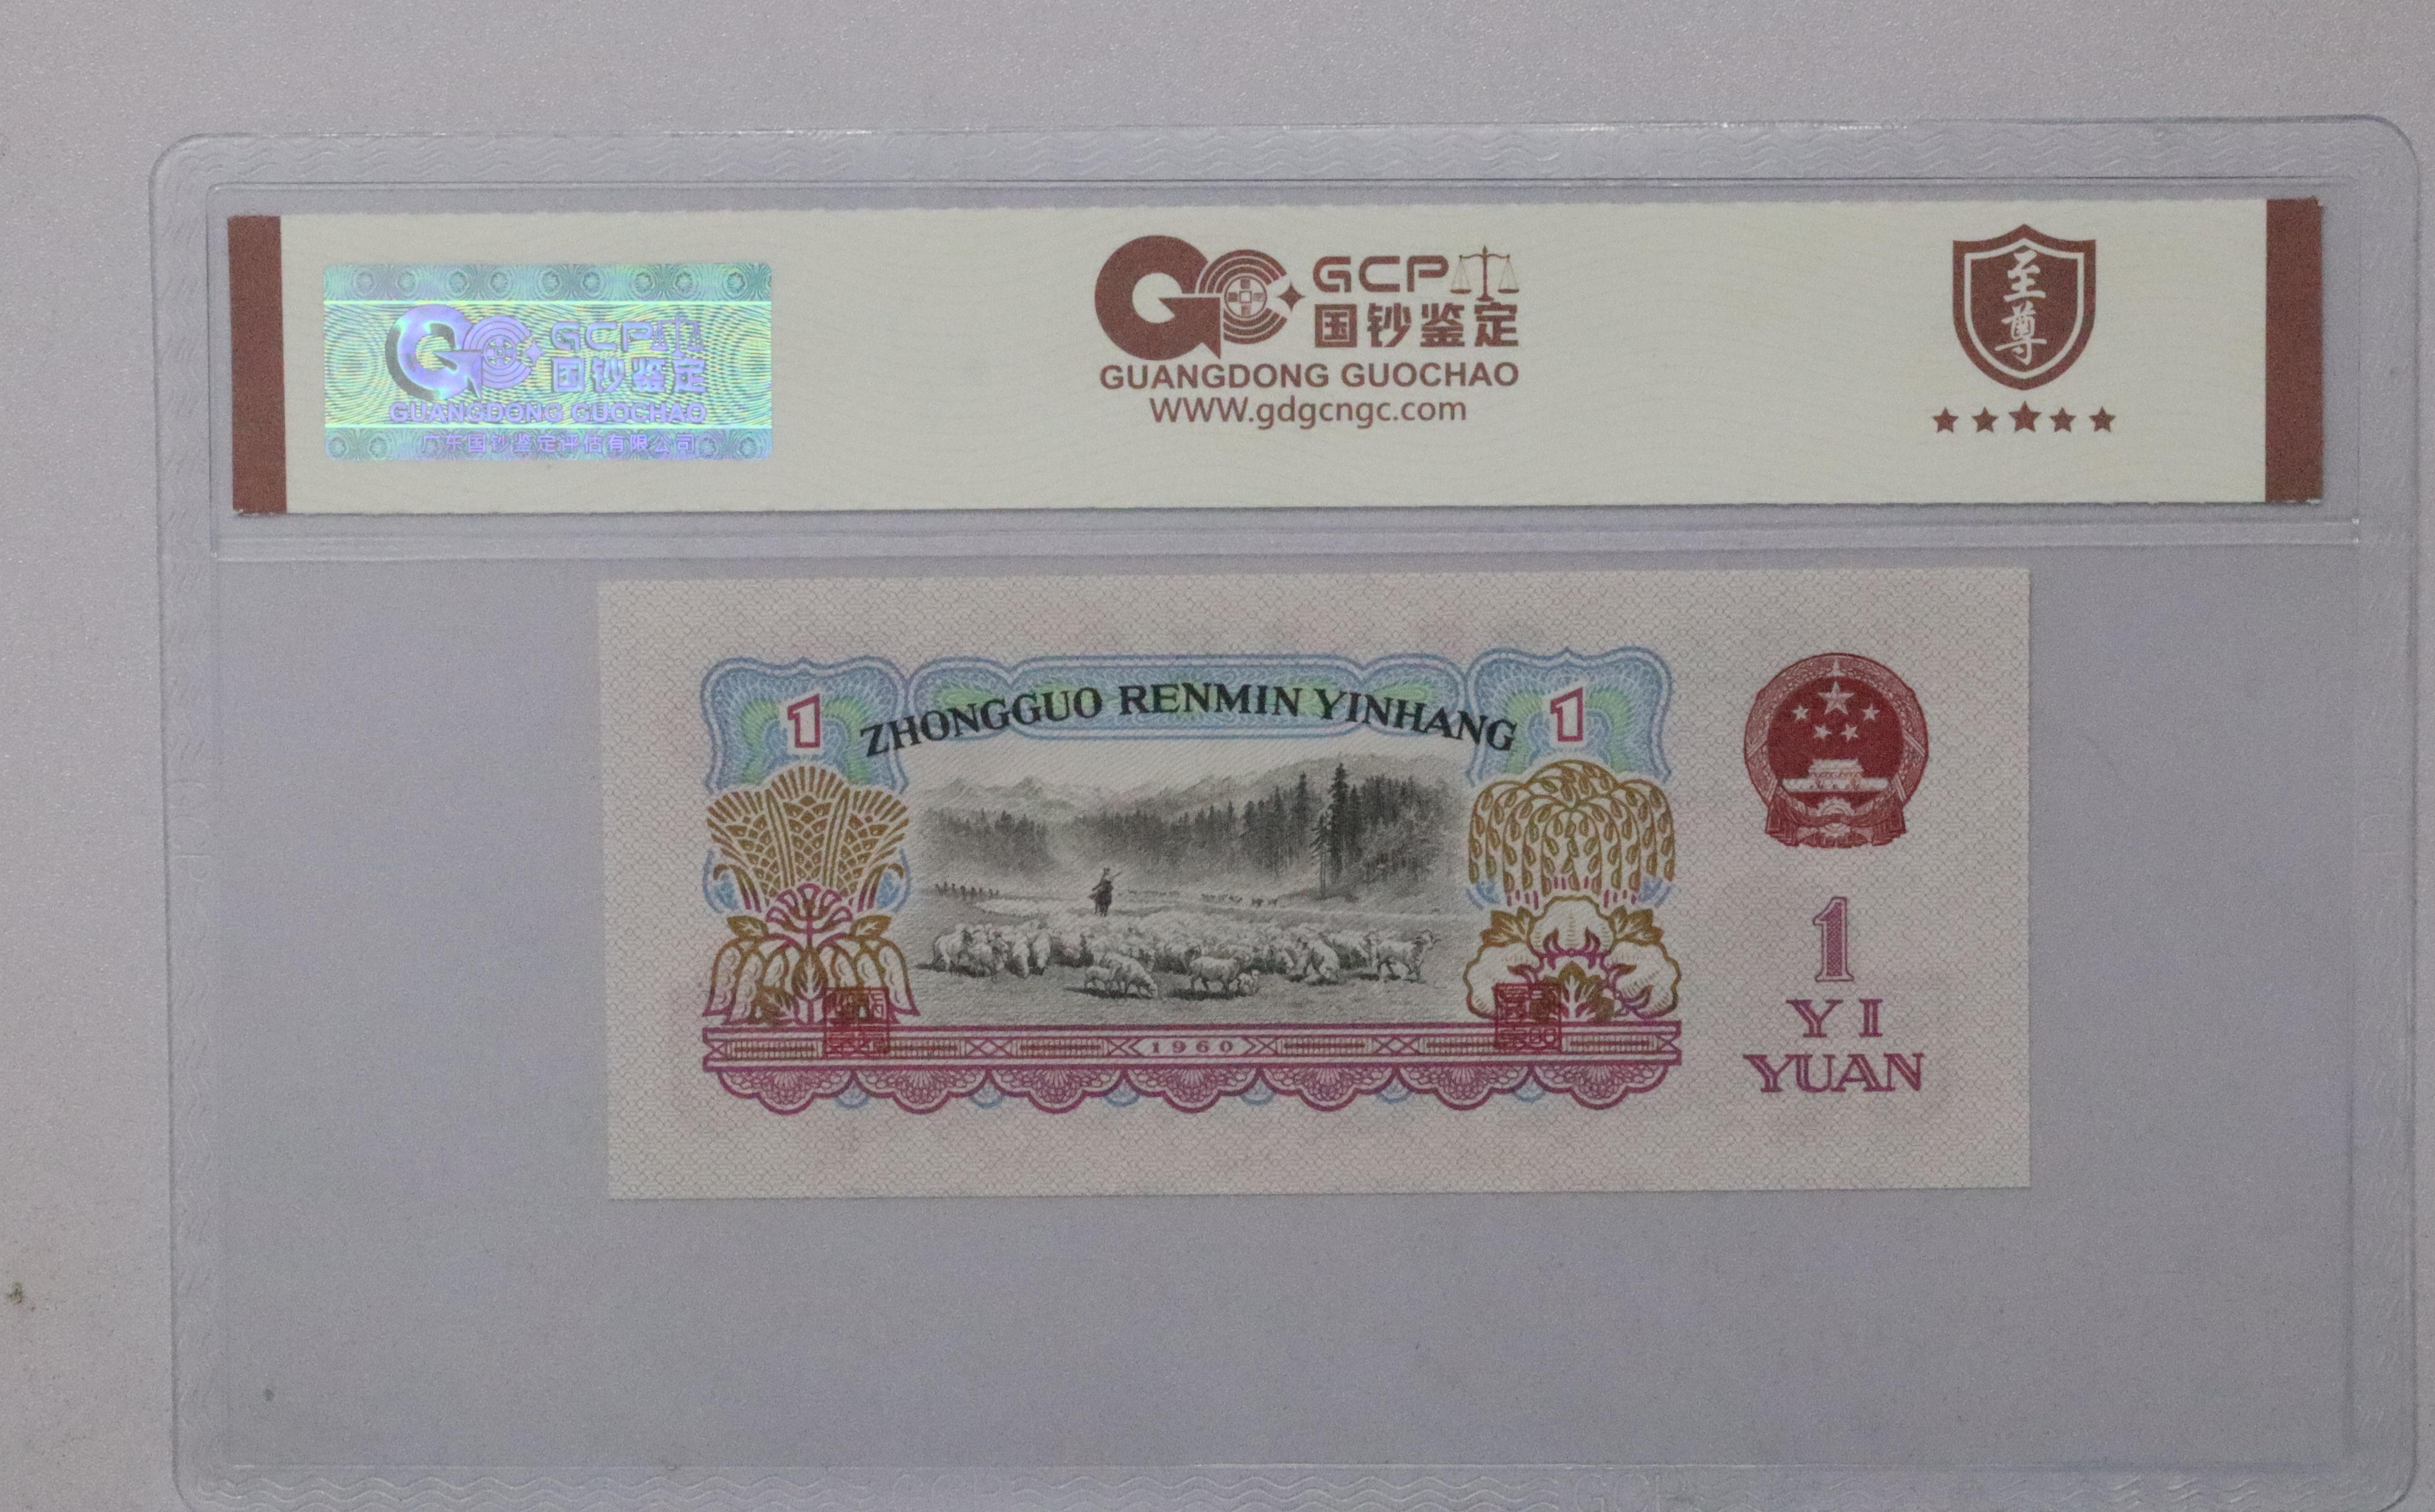 GCP
国钞鉴定
GUANGDONG GUOCHAO
广东国钞鉴定评估有限公司
GCP
国钞鉴定
GUANGDONG GUOCHAO
WWW.gdgcngc.com
至尊
1
ZHONGGUO RENMIN YINHANG
1
1960
1
YI
YUAN